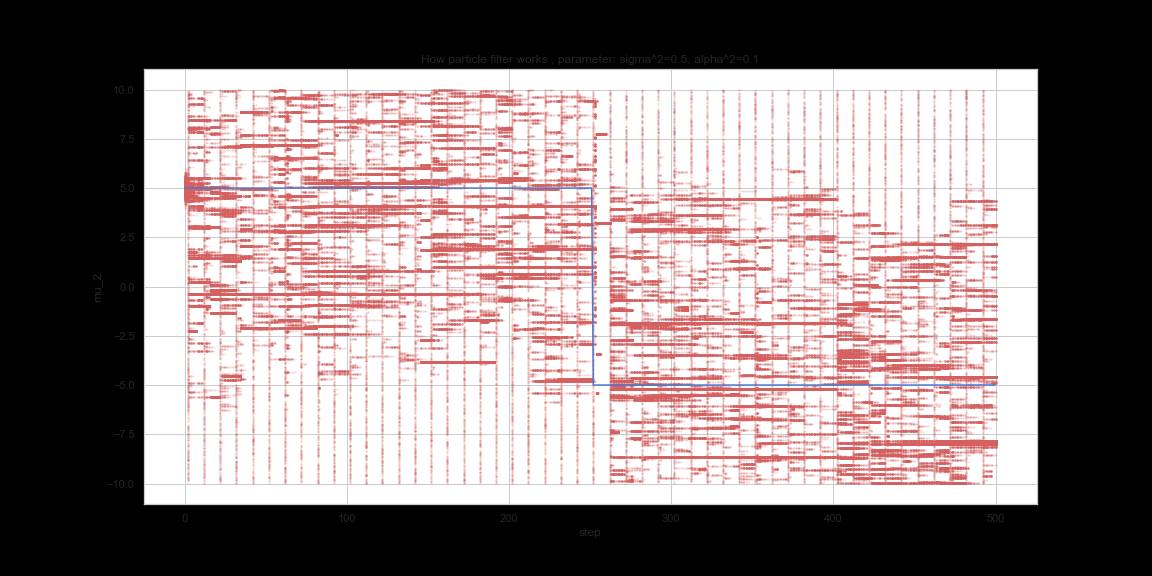 How particle filter works , parameter: sigma^2=0.5, alpha^2=0.1
10.0
7.5
5.0
2.5
0.0
−2.5
−5.0
−7.5
−10.0
mu_2
0 100 200 300 400 500
step